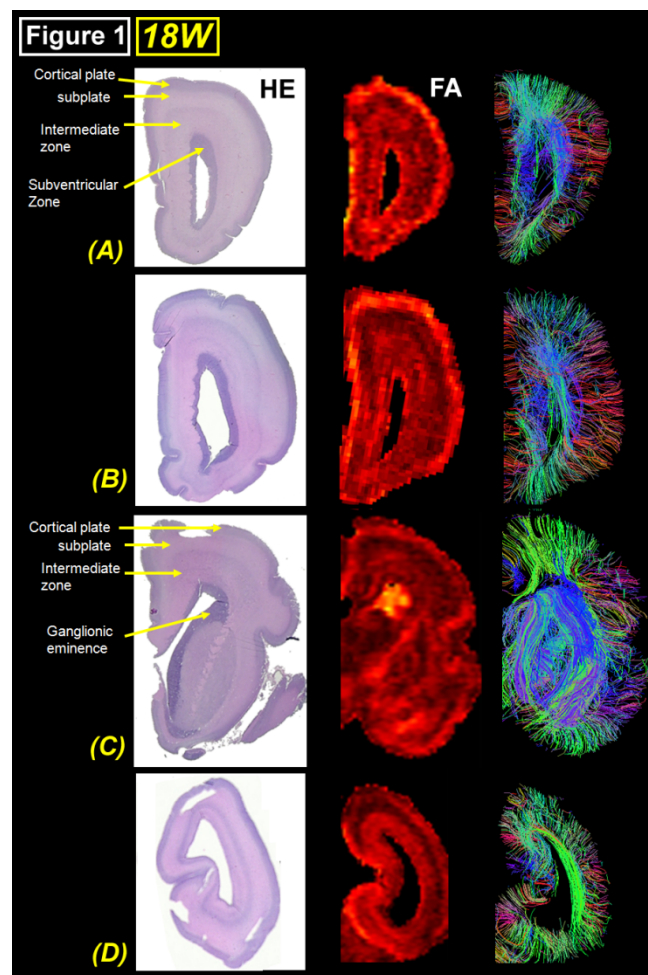 Figure 1 18W
Cortical plate
subplate
Intermediate
zone
Subventricular
Zone
HE
FA
(A)
(B)
Cortical plate
subplate
Intermediate
zone
Ganglionic
eminence
(C)
(D)